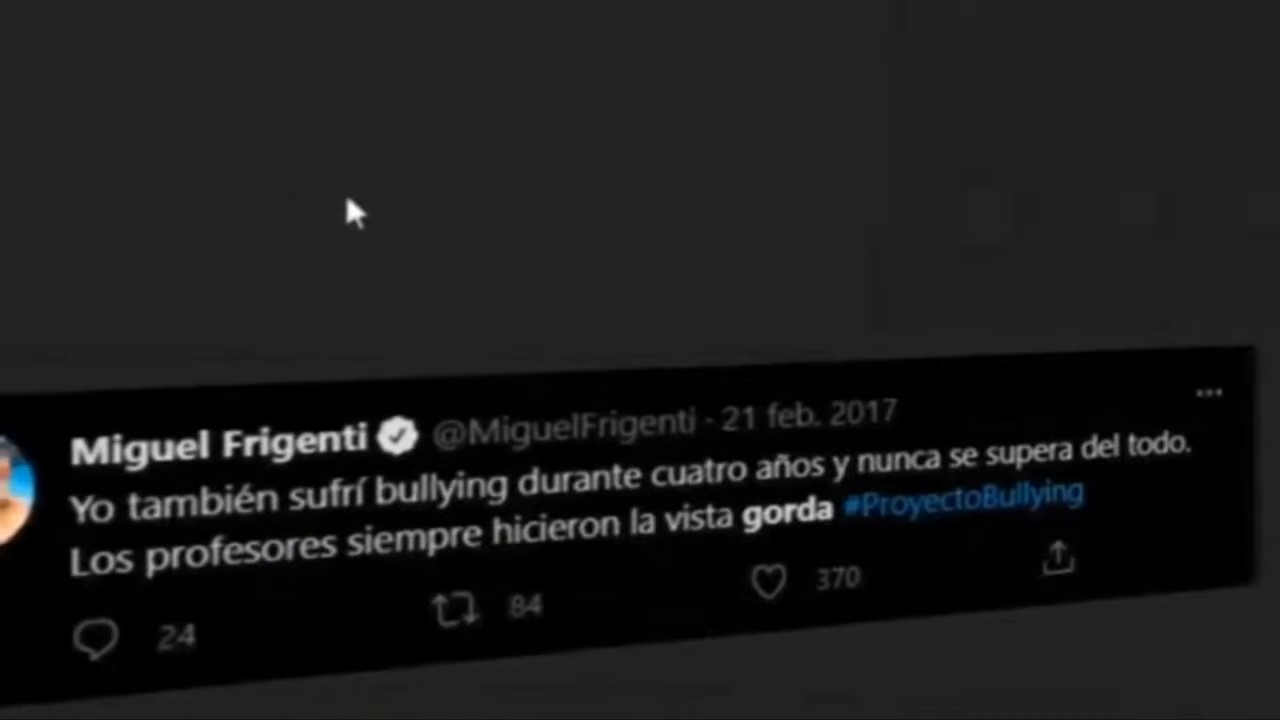 Miguel Frigenti @MiguelFrigenti · 21 feb. 2017
Yo también sufrí bullying durante cuatro años y nunca se supera del todo.
Los profesores siempre hicieron la vista gorda #ProyectoBullying
24 84 370